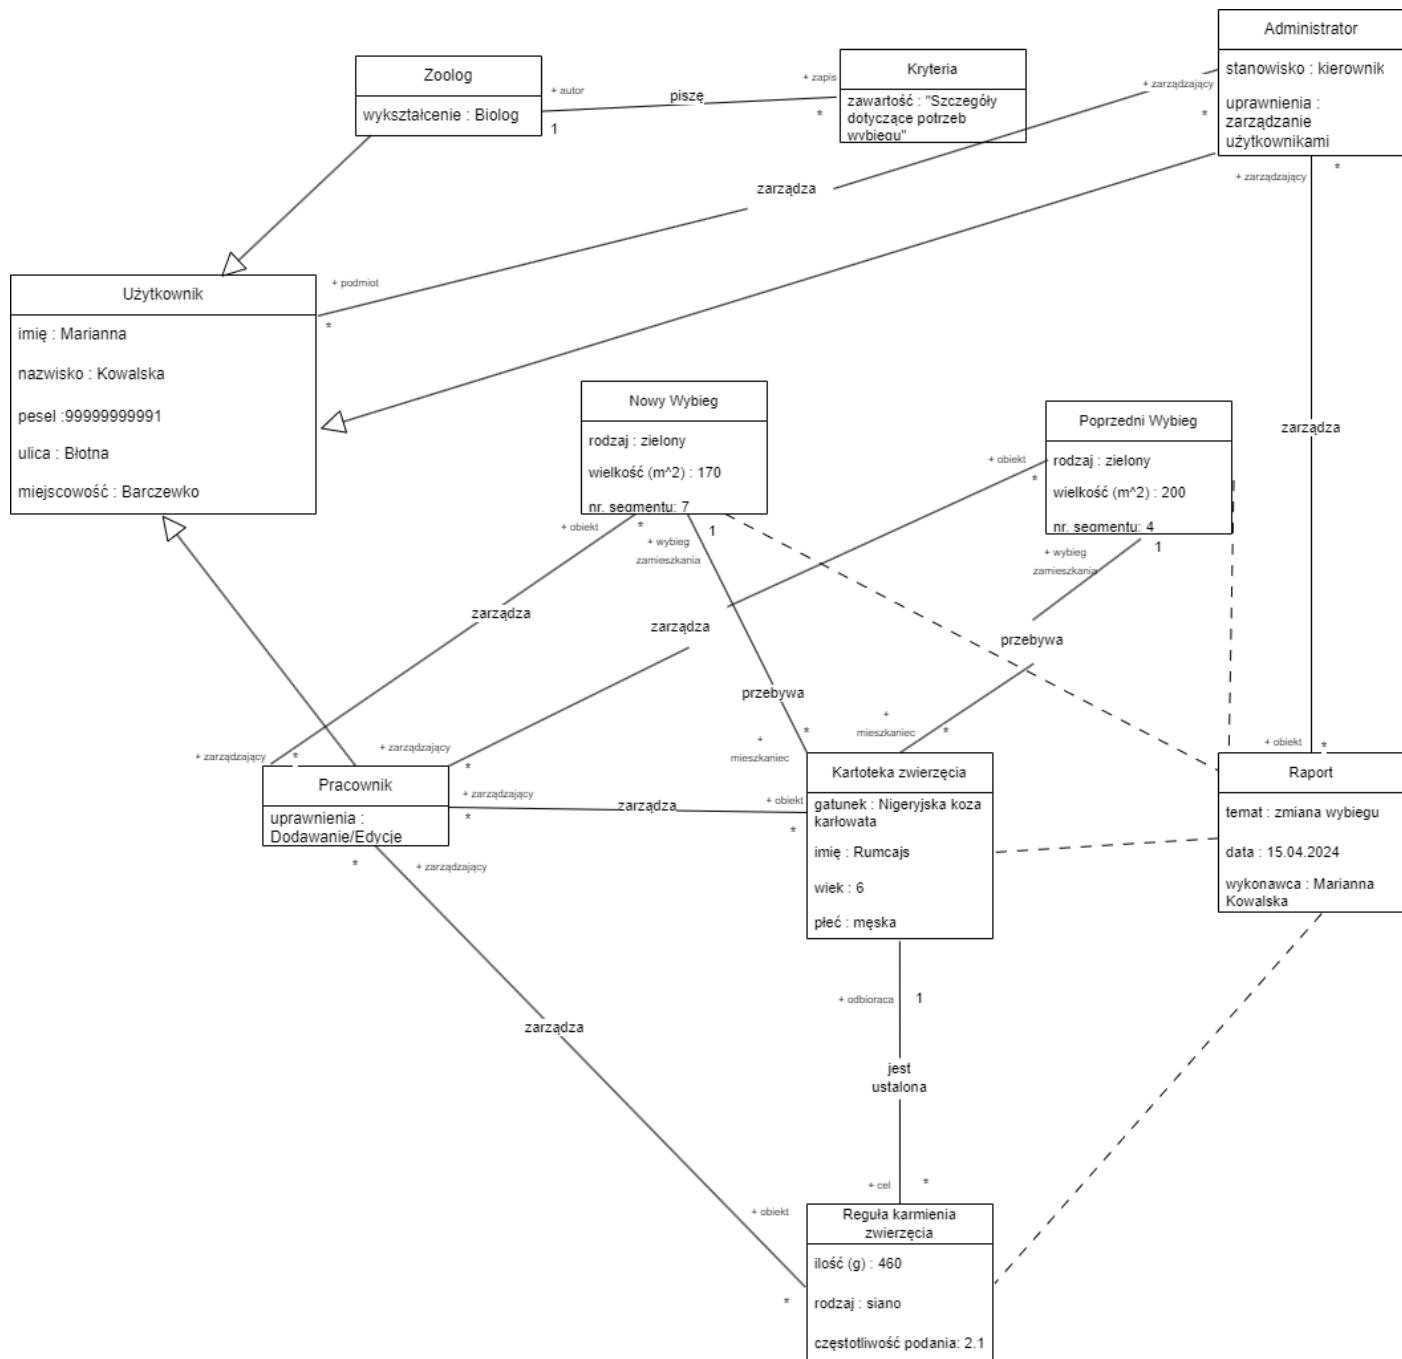 Administrator
stanowisko : kierownik
uprawnienia :
zarządzanie
użytkownikami
Zoolog
wykształcenie : Biolog
+ autor
1
piszę
+ zapis
*
Kryteria
zawartość : "Szczegóły
dotyczące potrzeb
wybiegu"
+ zarządzający
*
zarządza
+ zarządzający
*
+ podmiot
*
Użytkownik
imię : Marianna
nazwisko : Kowalska
pesel :99999999991
ulica : Błotna
miejscowość : Barczewko
Nowy Wybieg
rodzaj : zielony
wielkość (m^2) : 170
nr. segmentu: 7
Poprzedni Wybieg
rodzaj : zielony
wielkość (m^2) : 200
nr. segmentu: 4
zarządza
+ obiekt
*
+ obiekt
*
+ wybieg
zamieszkania
1
+ wybieg
zamieszkania
1
zarządza
zarządza
przebywa
przebywa
+ zarządzający
*
+ zarządzający
*
+
mieszkaniec
*
+
mieszkaniec
*
+ obiekt
*
Pracownik
uprawnienia :
Dodawanie/Edycje
+ zarządzający
*
zarządza
+ obiekt
*
Kartoteka zwierzęcia
gatunek : Nigeryjska koza
karłowata
imię : Rumcajs
wiek : 6
płeć : męska
Raport
temat : zmiana wybiegu
data : 15.04.2024
wykonawca : Marianna
Kowalska
*
+ zarządzający
+ odbioraca
1
zarządza
jest
ustalona
+ cel
*
+ obiekt
*
Reguła karmienia
zwierzęcia
ilość (g) : 460
rodzaj : siano
częstotliwość podania: 2.1